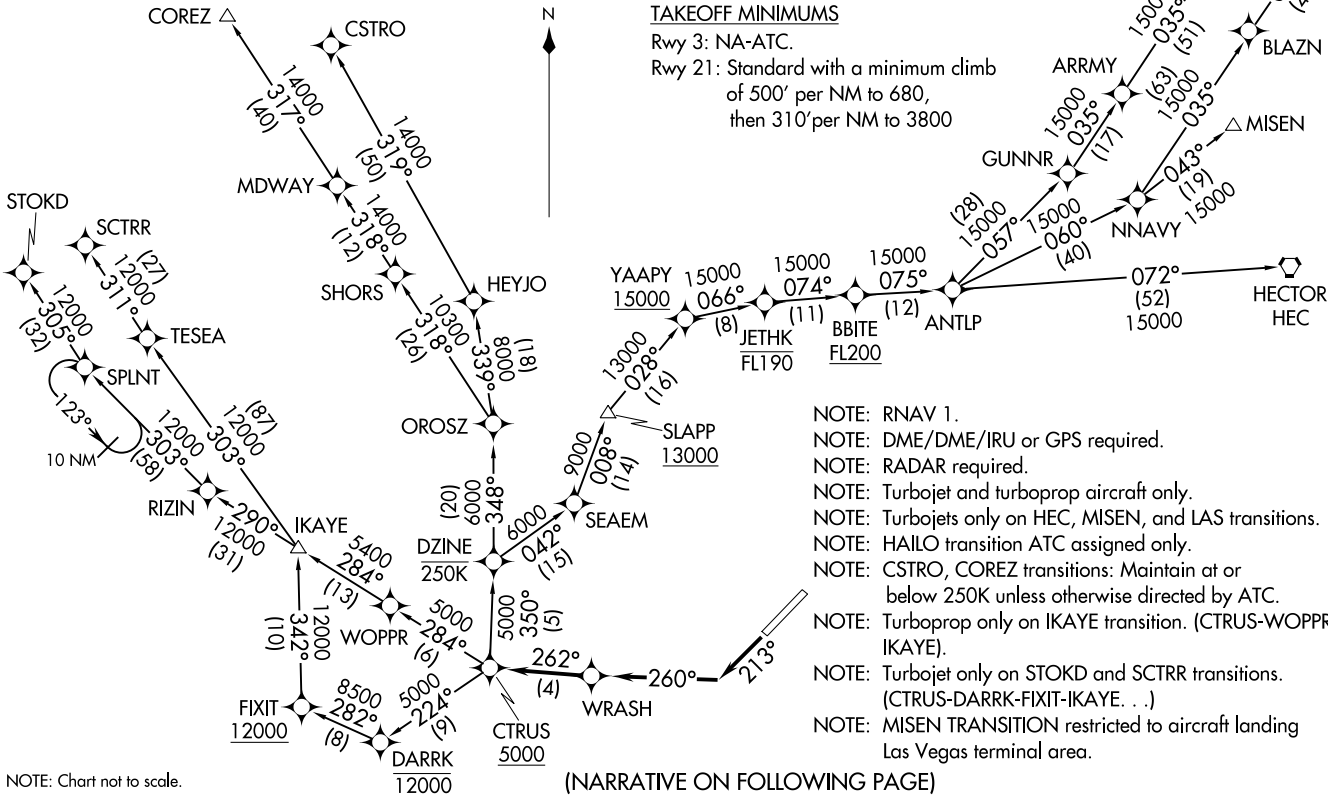 COREZ
CSTRO
N
TAKEOFF MINIMUMS
Rwy 3: NA-ATC.
Rwy 21: Standard with a minimum climb
of 500' per NM to 680,
then 310'per NM to 3800
035°
(51)
BLAZN
ARRMY
14000
317°
(40)
14000
319°
(50)
15000
035°
(17)
(63)
15000
035°
MISEN
GUNNR
MDWAY
043°
(19)
15000
STOKD
SCTRR
14000
318°
(12)
(28)
15000
057°
15000
060°
(40)
NNAVY
(27)
12000
311°
SHORS
HEYJO
YAAPY
15000
15000
066°
(8)
15000
074°
(11)
15000
075°
(12)
072°
(52)
15000
HECTOR
HEC
12000
305°
(32)
TESEA
10300
318°
(26)
(18)
8000
339°
JETHK
FL190
BBITE
FL200
ANTLP
SPLNT
13000
028°
(16)
123°
10 NM
12000
303°
(58)
(87)
12000
303°
OROSZ
SLAPP
13000
NOTE: RNAV 1.
NOTE: DME/DME/IRU or GPS required.
NOTE: RADAR required.
NOTE: Turbojet and turboprop aircraft only.
NOTE: Turbojets only on HEC, MISEN, and LAS transitions.
NOTE: HAILO transition ATC assigned only.
NOTE: CSTRO, COREZ transitions: Maintain at or
below 250K unless otherwise directed by ATC.
NOTE: Turboprop only on IKAYE transition. (CTRUS-WOPPR
IKAYE).
NOTE: Turbojet only on STOKD and SCTRR transitions.
(CTRUS-DARRK-FIXIT-IKAYE. . .)
NOTE: MISEN TRANSITION restricted to aircraft landing
Las Vegas terminal area.
9000
008°
(14)
RIZIN
290°
12000
(31)
IKAYE
(20)
6000
348°
SEAEM
DZINE
250K
6000
042°
(15)
5400
284°
(13)
12000
342°
(10)
WOPPR
5000
284°
(6)
5000
350°
(5)
262°
(4)
260°
213°
WRASH
FIXIT
12000
8500
282°
(8)
5000
224°
(9)
CTRUS
5000
DARRK
12000
NOTE: Chart not to scale.
(NARRATIVE ON FOLLOWING PAGE)